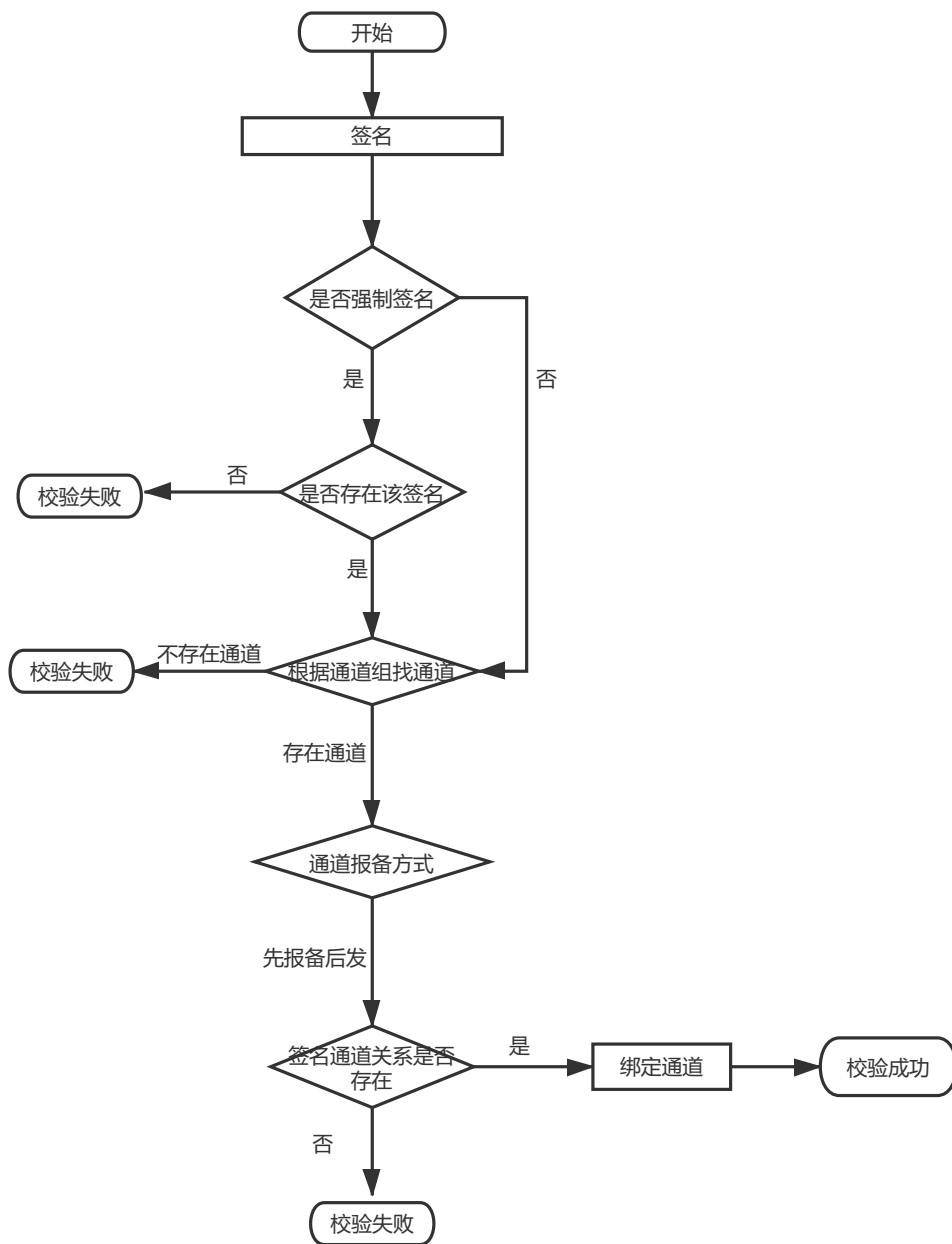 开始
签名
是否强制签名
是
否
否
校验失败
是否存在该签名
是
不存在通道
校验失败
根据通道组找通道
存在通道
通道报备方式
先报备后发
签名通道关系是否
存在
是
绑定通道
校验成功
否
校验失败